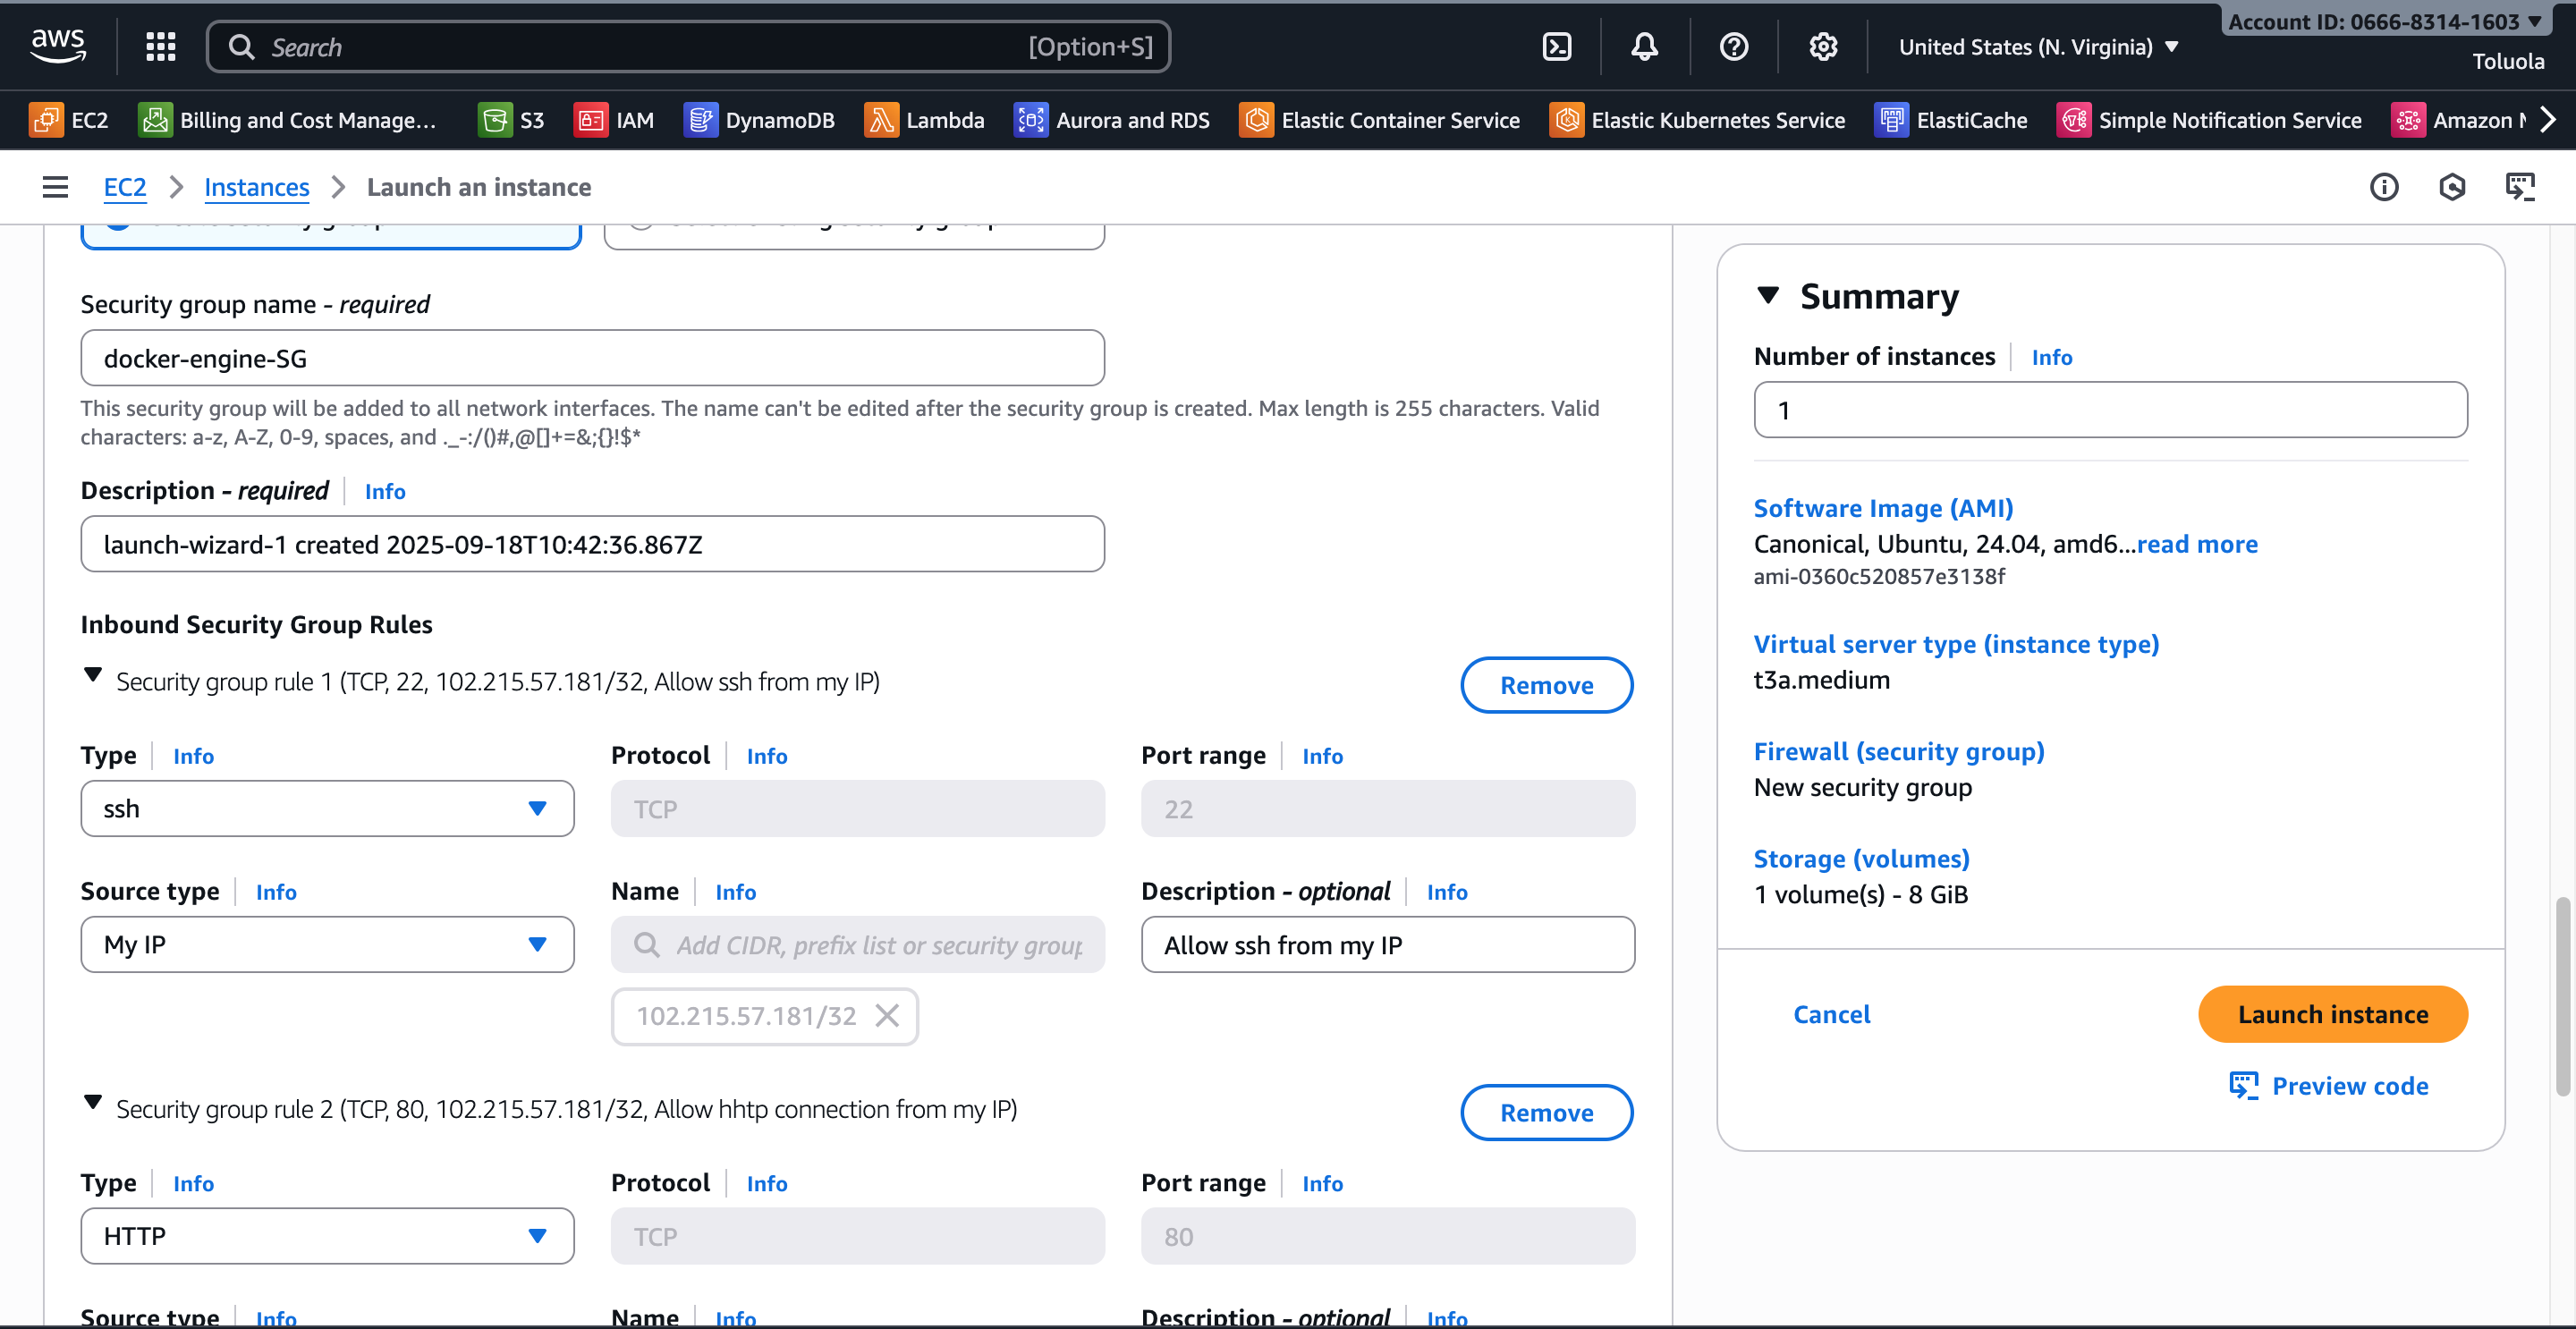 aws
Search [Option+S]
United States (N. Virginia)
Account ID: 0666-8314-1603
Toluola
EC2 Billing and Cost Manage... S3 IAM DynamoDB Lambda Aurora and RDS Elastic Container Service Elastic Kubernetes Service ElastiCache Simple Notification Service Amazon
EC2 Instances Launch an instance
Security group name - required
docker-engine-SG
This security group will be added to all network interfaces. The name can't be edited after the security group is created. Max length is 255 characters. Valid
characters: a-z, A-Z, 0-9, spaces, and ._-:/()#,@[]+=&;{}!$*
Description - required Info
launch-wizard-1 created 2025-09-18T10:42:36.867Z
Inbound Security Group Rules
Security group rule 1 (TCP, 22, 102.215.57.181/32, Allow ssh from my IP)
Remove
Type Info Protocol Info Port range Info
ssh TCP 22
Source type Info Name Info Description - optional Info
My IP Add CIDR, prefix list or security group Allow ssh from my IP
102.215.57.181/32
Security group rule 2 (TCP, 80, 102.215.57.181/32, Allow hhtp connection from my IP)
Remove
Type Info Protocol Info Port range Info
HTTP TCP 80
Source type Info Name Info Description - optional Info
Summary
Number of instances Info
1
Software Image (AMI)
Canonical, Ubuntu, 24.04, amd6...read more
ami-0360c520857e3138f
Virtual server type (instance type)
t3a.medium
Firewall (security group)
New security group
Storage (volumes)
1 volume(s) - 8 GiB
Cancel
Launch instance
Preview code